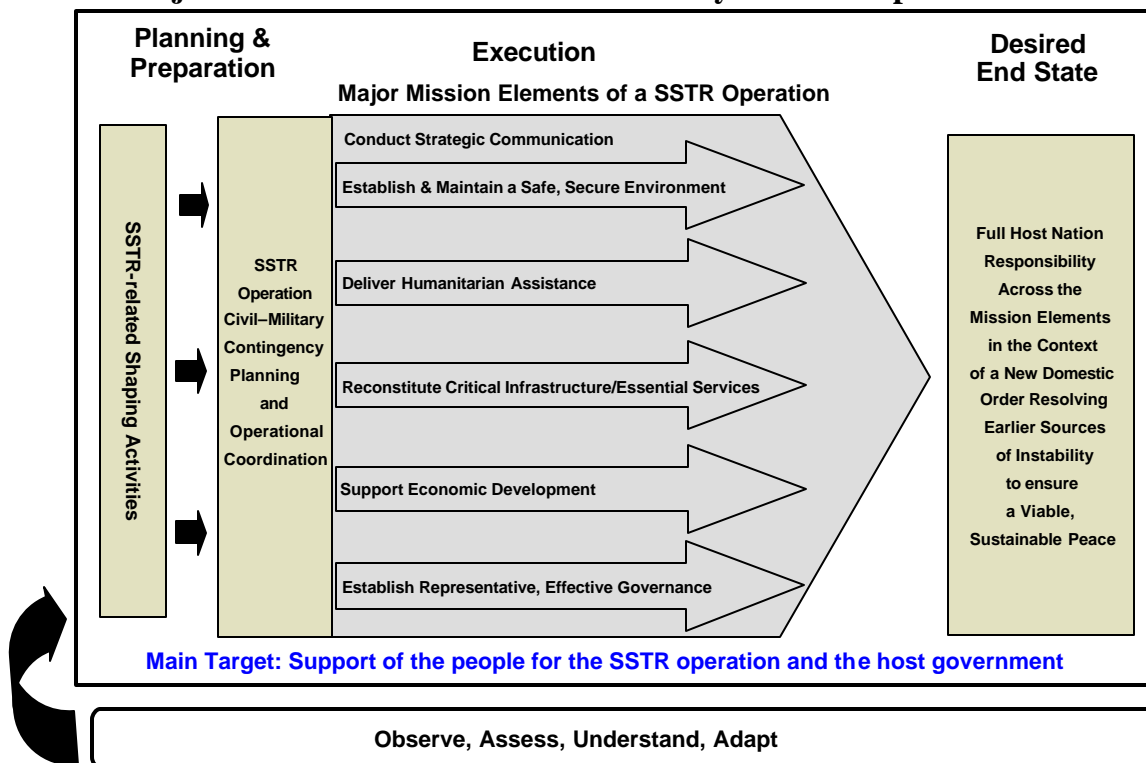 Planning &
Preparation
Execution
Desired
End State
Major Mission Elements of a SSTR Operation
SSTR-related Shaping Activities
SSTR
Operation
Civil–Military
Contingency
Planning
and
Operational
Coordination
Conduct Strategic Communication
Establish & Maintain a Safe, Secure Environment
Deliver Humanitarian Assistance
Reconstitute Critical Infrastructure/Essential Services
Support Economic Development
Establish Representative, Effective Governance
Full Host Nation
Responsibility
Across the
Mission Elements
in the Context
of a New Domestic
Order Resolving
Earlier Sources
of Instability
to ensure
a Viable,
Sustainable Peace
Main Target: Support of the people for the SSTR operation and the host government
Observe, Assess, Understand, Adapt